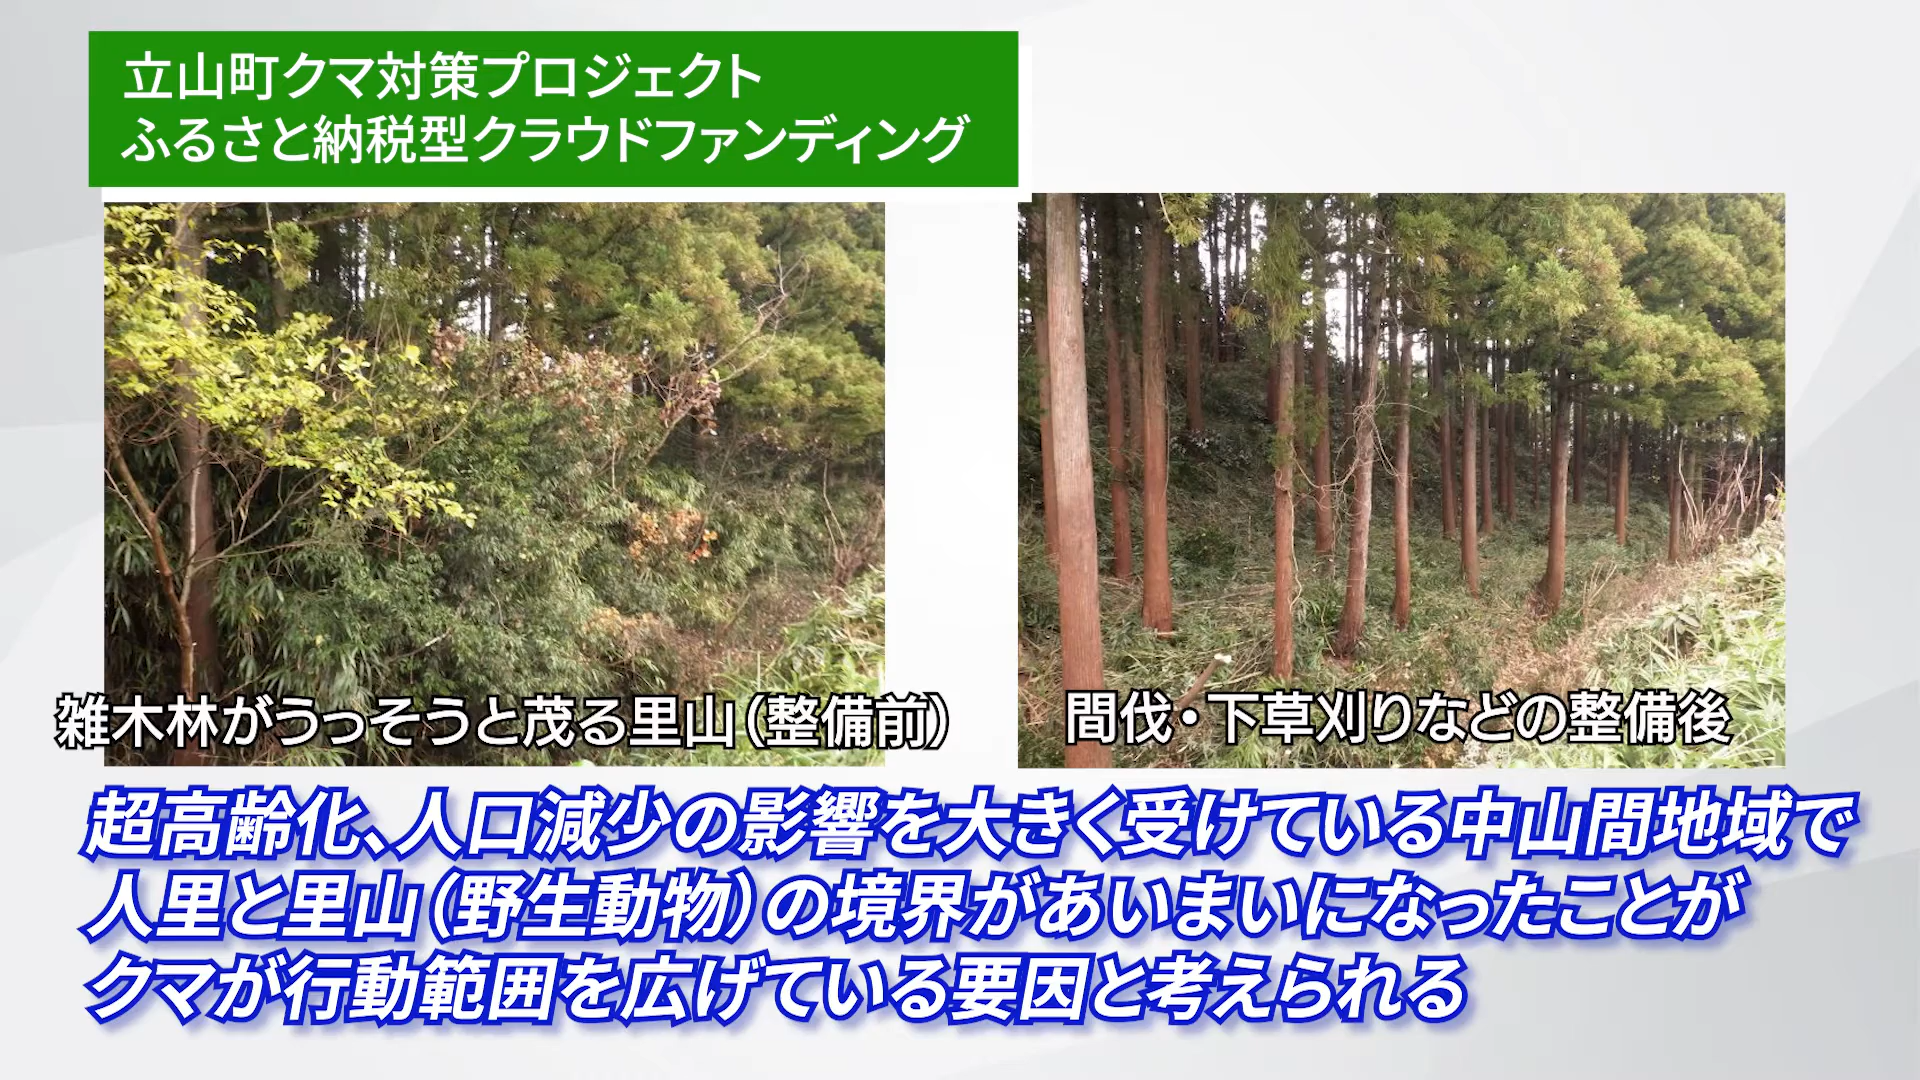 立山町クマ対策プロジェクト
ふるさと納税型クラウドファンディング
雑木林がうっそうと茂る里山（整備前）
間伐・下草刈りなどの整備後
超高齢化、人口減少の影響を大きく受けている中山間地域で
人里と里山（野生動物）の境界があいまいになったことが
クマが行動範囲を広げている要因と考えられる